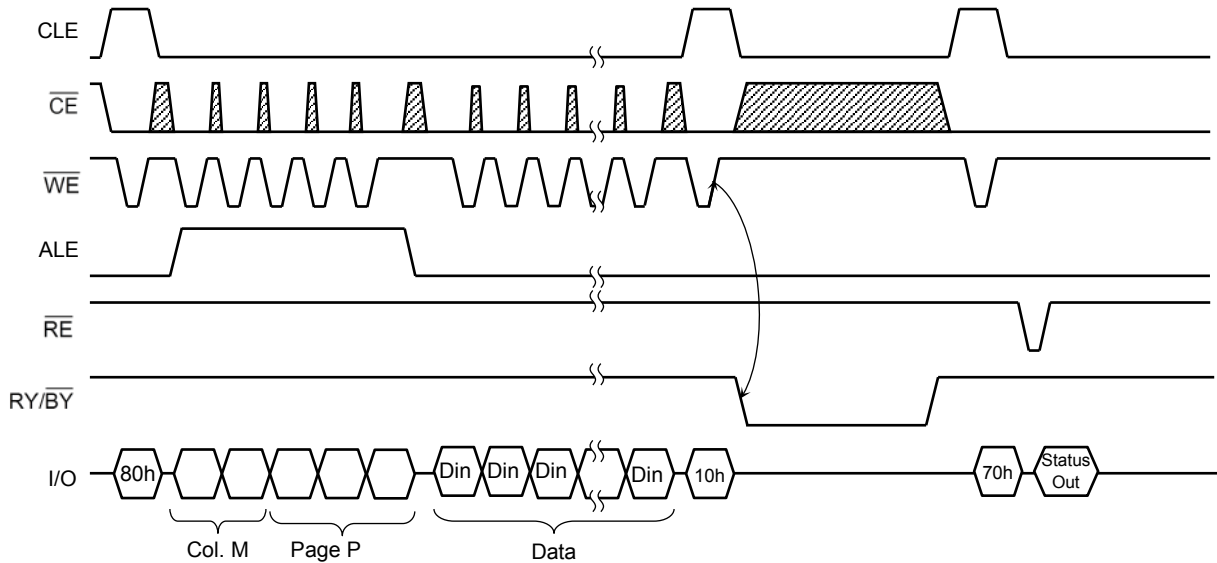 CLE
CE
WE
ALE
RE
RY/BY
I/O 80h Din Din Din Din 10h 70h Status Out
Col. M Page P Data